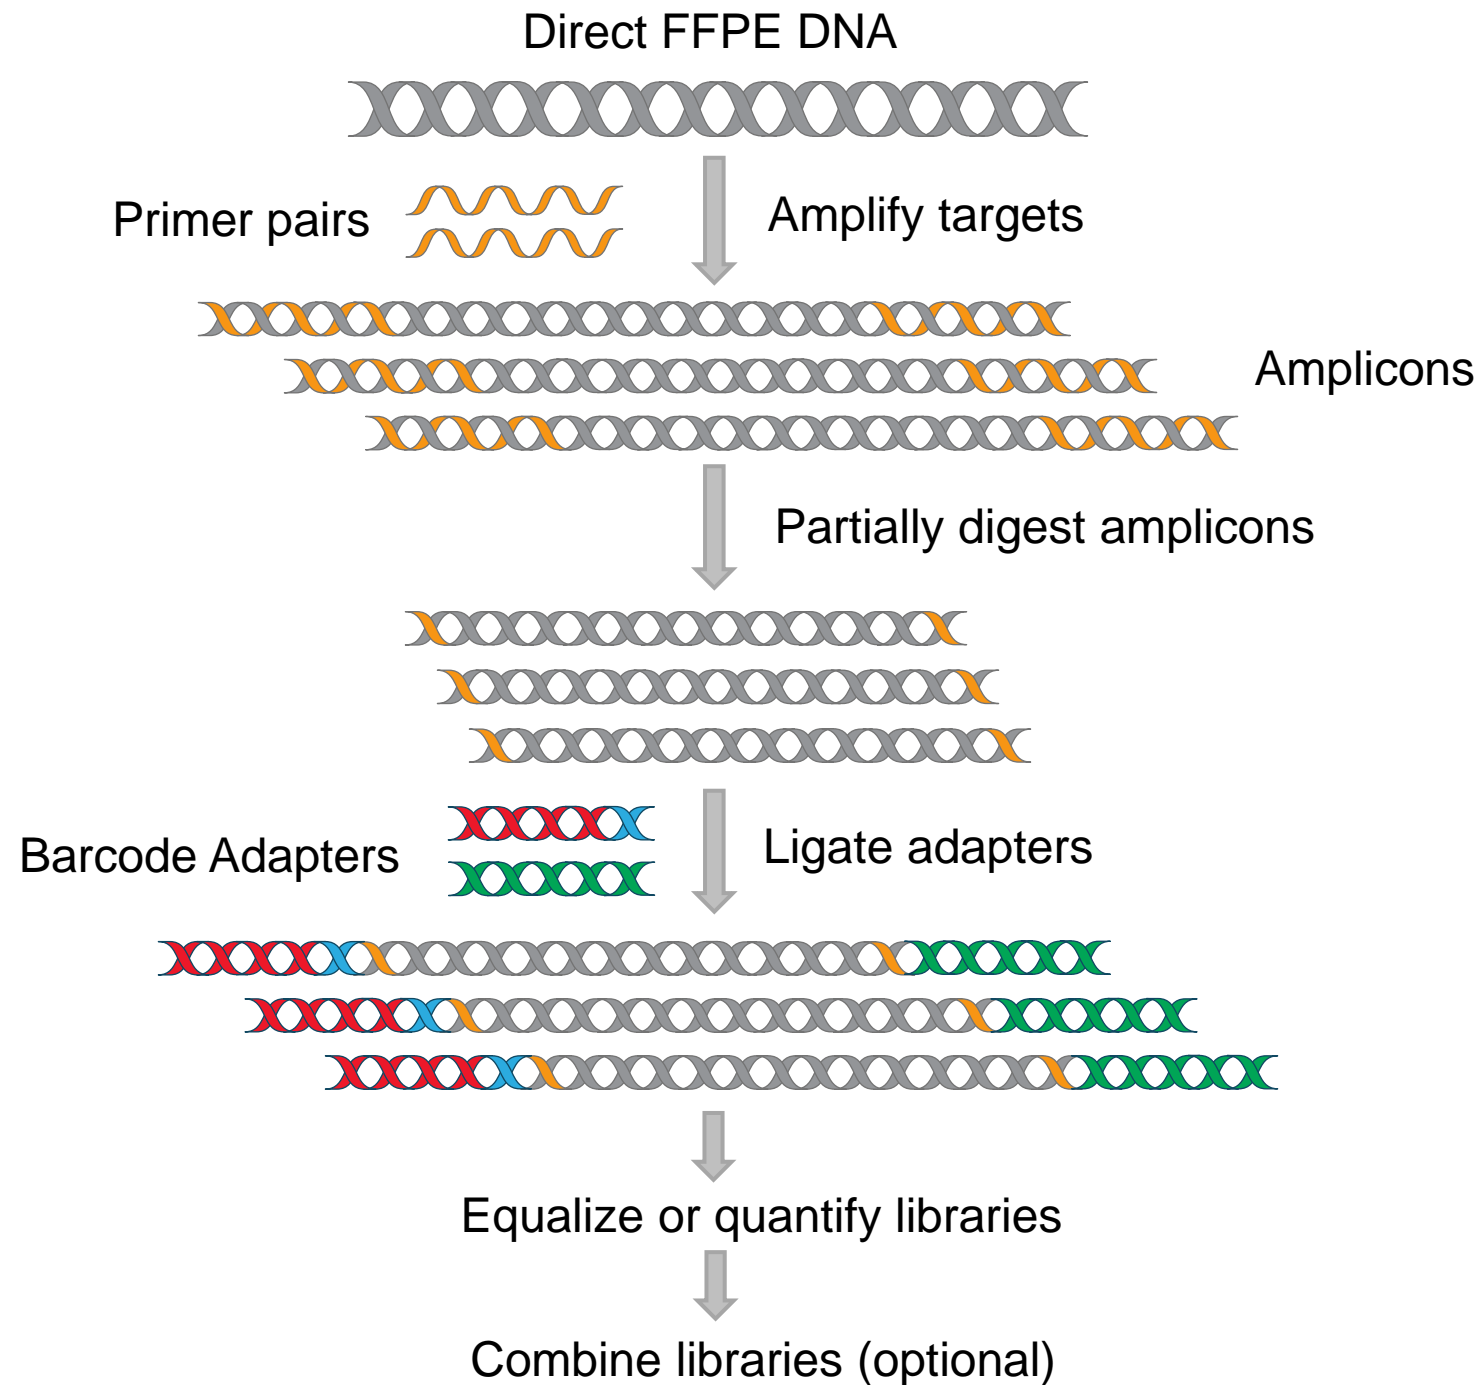 Direct FFPE DNA
Primer pairs
Amplify targets
Amplicons
Partially digest amplicons
Barcode Adapters
Ligate adapters
Equalize or quantify libraries
Combine libraries (optional)